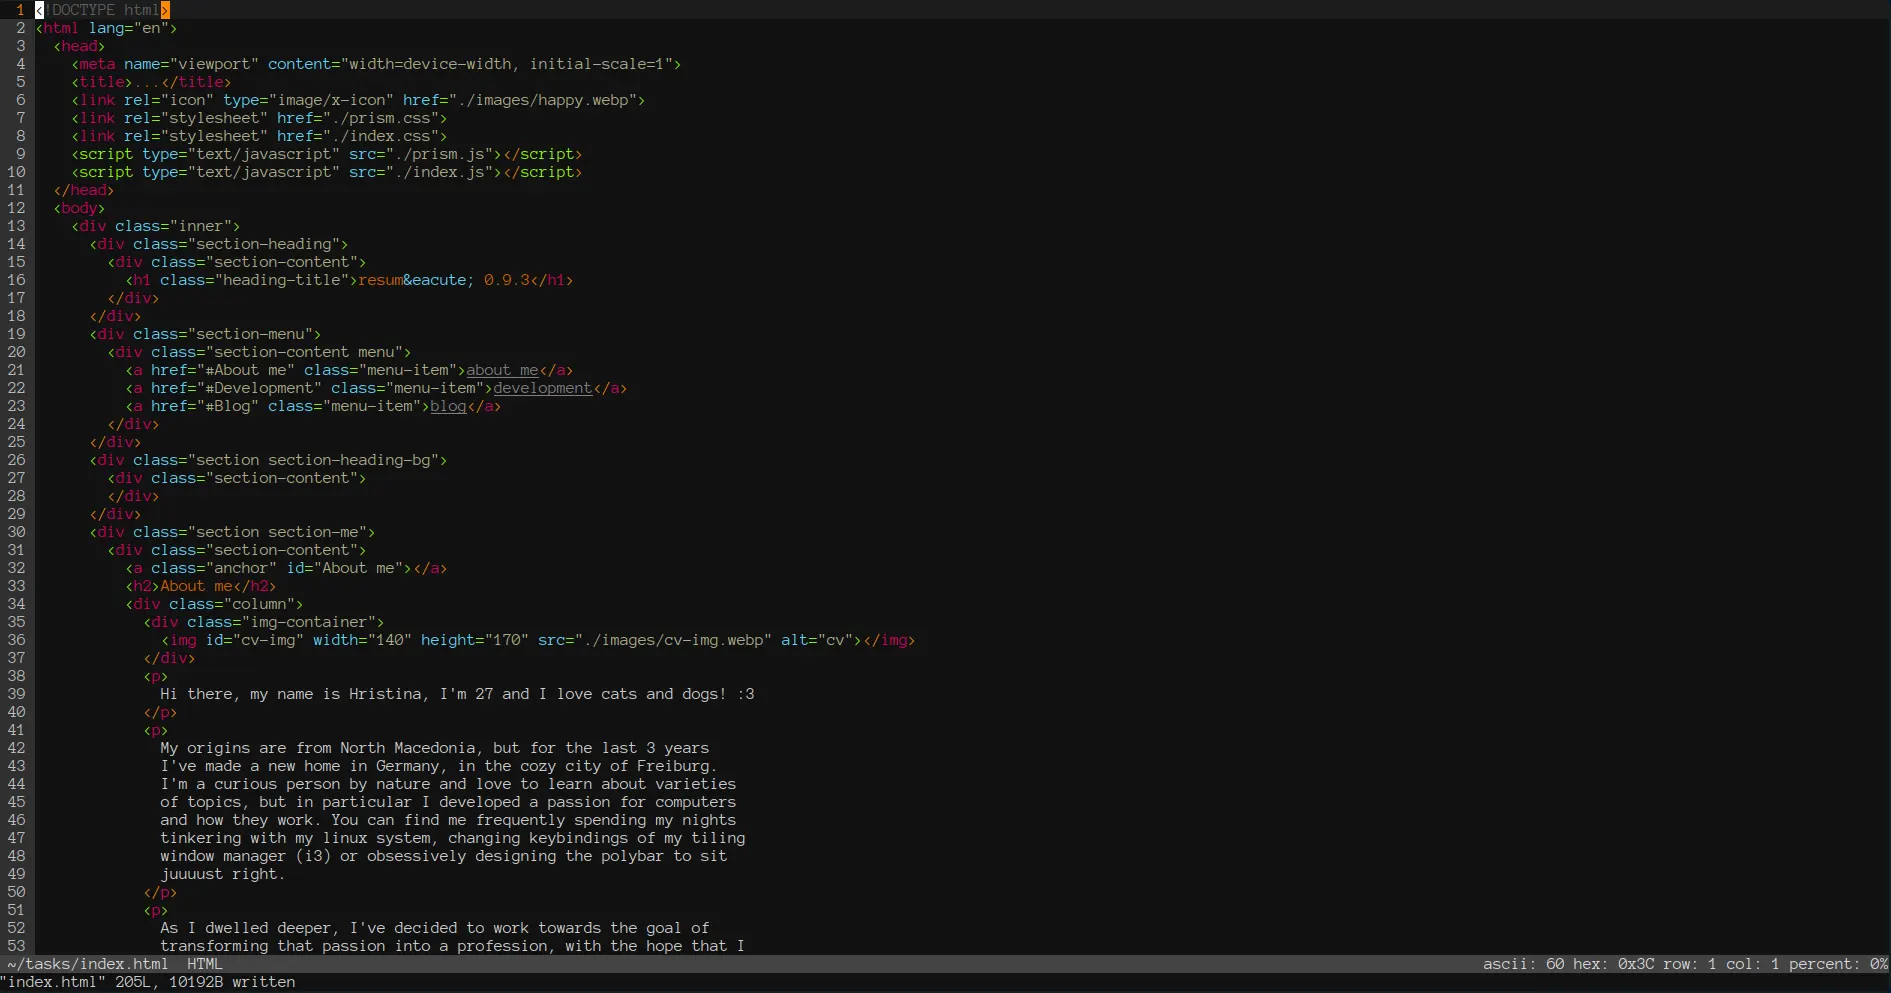 1 <!DOCTYPE html>
2 <html lang="en">
3   <head>
4     <meta name="viewport" content="width=device-width, initial-scale=1">
5     <title>...</title>
6     <link rel="icon" type="image/x-icon" href="./images/happy.webp">
7     <link rel="stylesheet" href="./prism.css">
8     <link rel="stylesheet" href="./index.css">
9     <script type="text/javascript" src="./prism.js"></script>
10     <script type="text/javascript" src="./index.js"></script>
11   </head>
12   <body>
13     <div class="inner">
14       <div class="section-heading">
15         <div class="section-content">
16           <h1 class="heading-title">resum&eacute; 0.9.3</h1>
17         </div>
18       </div>
19       <div class="section-menu">
20         <div class="section-content menu">
21           <a href="#About me" class="menu-item">about me</a>
22           <a href="#Development" class="menu-item">development</a>
23           <a href="#Blog" class="menu-item">blog</a>
24         </div>
25       </div>
26       <div class="section section-heading-bg">
27         <div class="section-content">
28         </div>
29       </div>
30       <div class="section section-me">
31         <div class="section-content">
32           <a class="anchor" id="About me"></a>
33           <h2>About me</h2>
34           <div class="column">
35             <div class="img-container">
36               <img id="cv-img" width="140" height="170" src="./images/cv-img.webp" alt="cv"></img>
37             </div>
38             <p>
39               Hi there, my name is Hristina, I'm 27 and I love cats and dogs! :3
40             </p>
41             <p>
42               My origins are from North Macedonia, but for the last 3 years
43               I've made a new home in Germany, in the cozy city of Freiburg.
44               I'm a curious person by nature and love to learn about varieties
45               of topics, but in particular I developed a passion for computers
46               and how they work. You can find me frequently spending my nights
47               tinkering with my linux system, changing keybindings of my tiling
48               window manager (i3) or obsessively designing the polybar to sit
49               juuuust right.
50             </p>
51             <p>
52               As I dwelled deeper, I've decided to work towards the goal of
53               transforming that passion into a profession, with the hope that I
~/tasks/index.html  HTML  ascii: 60 hex: 0x3C row: 1 col: 1 percent: 0%
"index.html" 205L, 10192B written